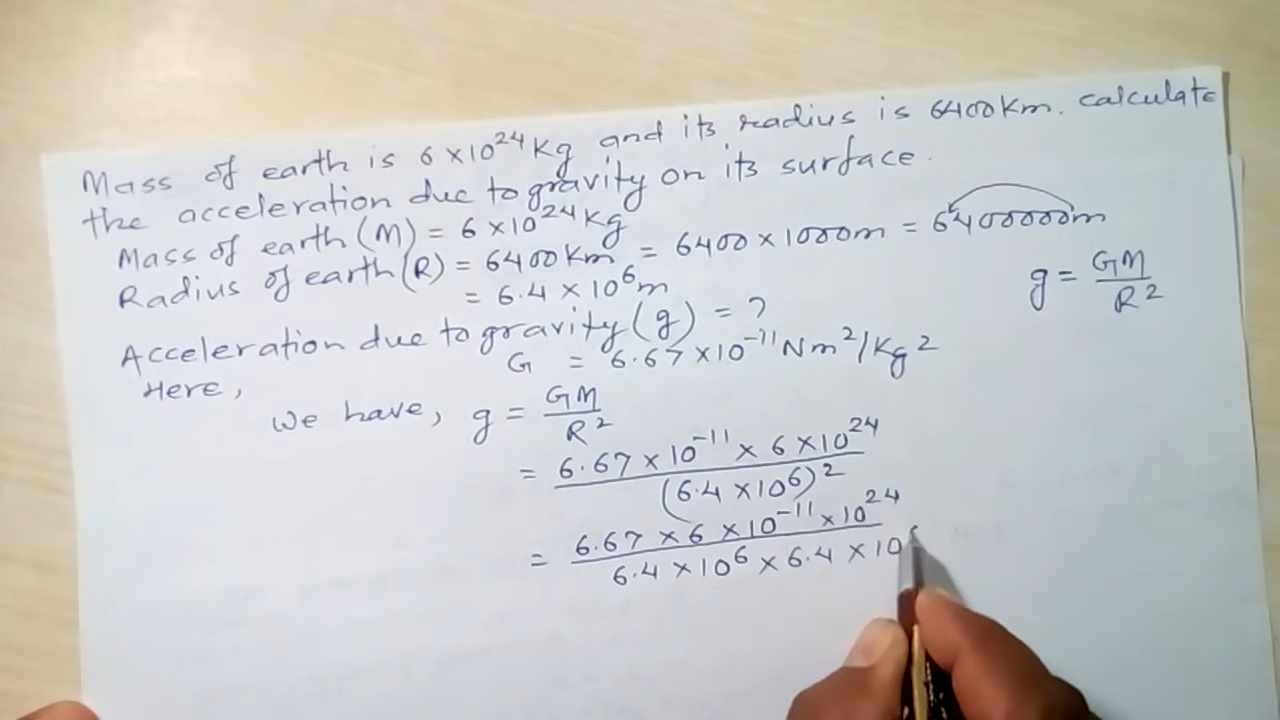 Mass of earth is 6 × 10²⁴ Kg and its radius is 6400 Km. calculate
the acceleration due to gravity on its surface.
Mass of earth (M) = 6 × 10²⁴ Kg
Radius of earth (R) = 6400 Km = 6400 × 1000m = 6400000m
= 6.4 × 10⁶ m
g = GM / R²
Acceleration due to gravity (g) = ?
G = 6.67 × 10⁻¹¹ Nm² / Kg²
Here,
We have, g = GM / R²
= 6.67 × 10⁻¹¹ × 6 × 10²⁴ / (6.4 × 10⁶)²
= 6.67 × 6 × 10⁻¹¹ × 10²⁴ / 6.4 × 10⁶ × 6.4 × 10